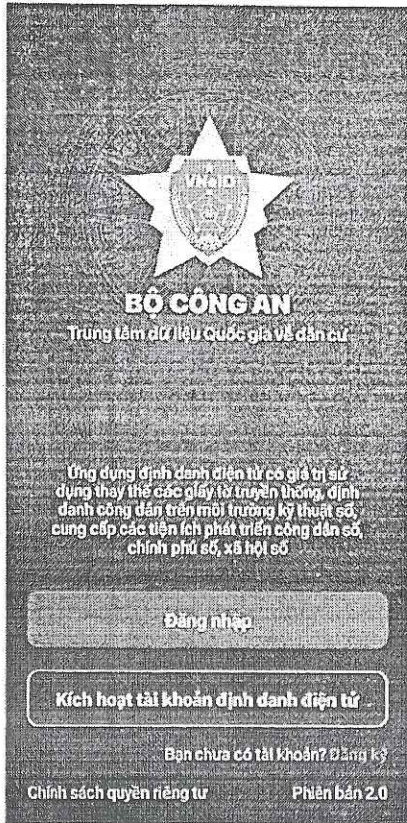 VNeID
BỘ CÔNG AN
Trung tâm dữ liệu Quốc gia về dân cư
Ứng dụng định danh điện tử có giá trị sử
dụng thay thế các giấy tờ truyền thống, định
danh công dân trên môi trường kỹ thuật số,
cung cấp các tiện ích phát triển công dân số,
chính phủ số, xã hội số
Đăng nhập
Kích hoạt tài khoản định danh điện tử
Bạn chưa có tài khoản? Đăng ký
Chính sách quyền riêng tư Phiên bản 2.0